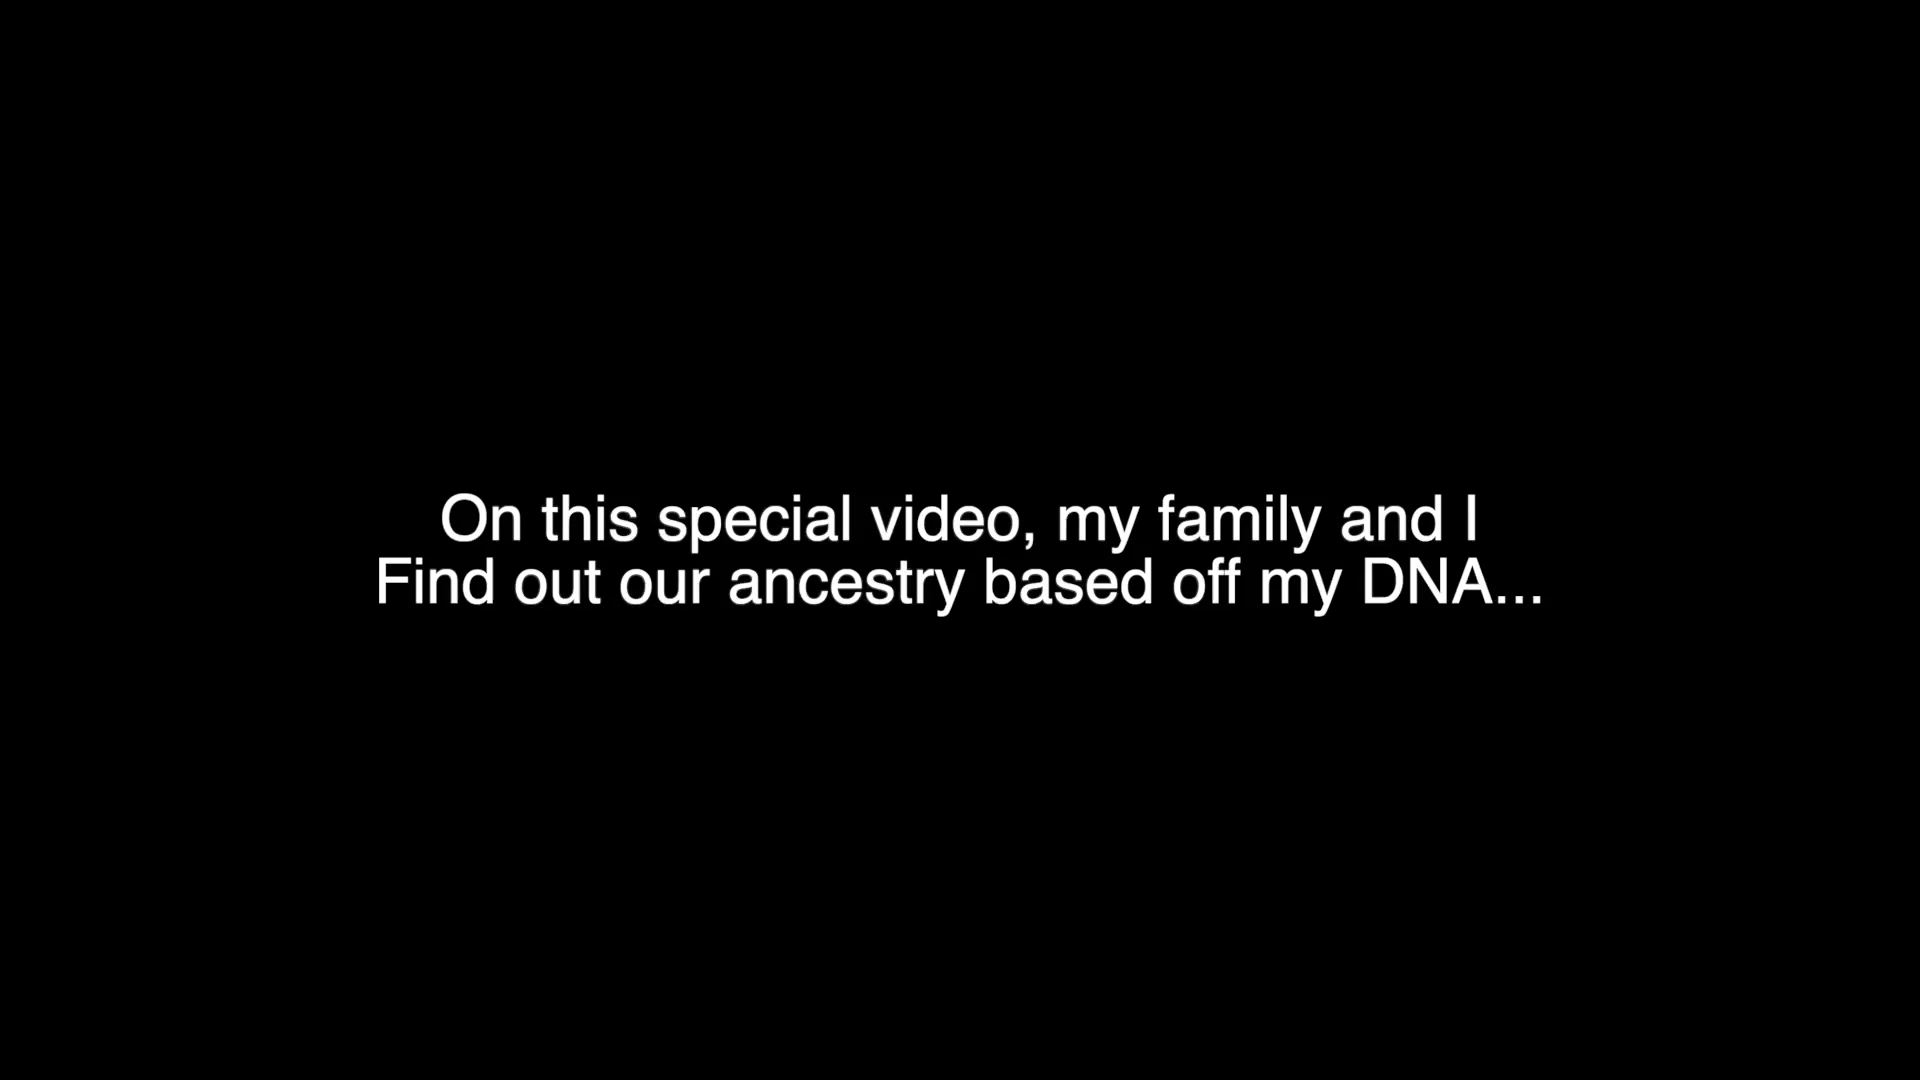 On this special video, my family and I
Find out our ancestry based off my DNA...